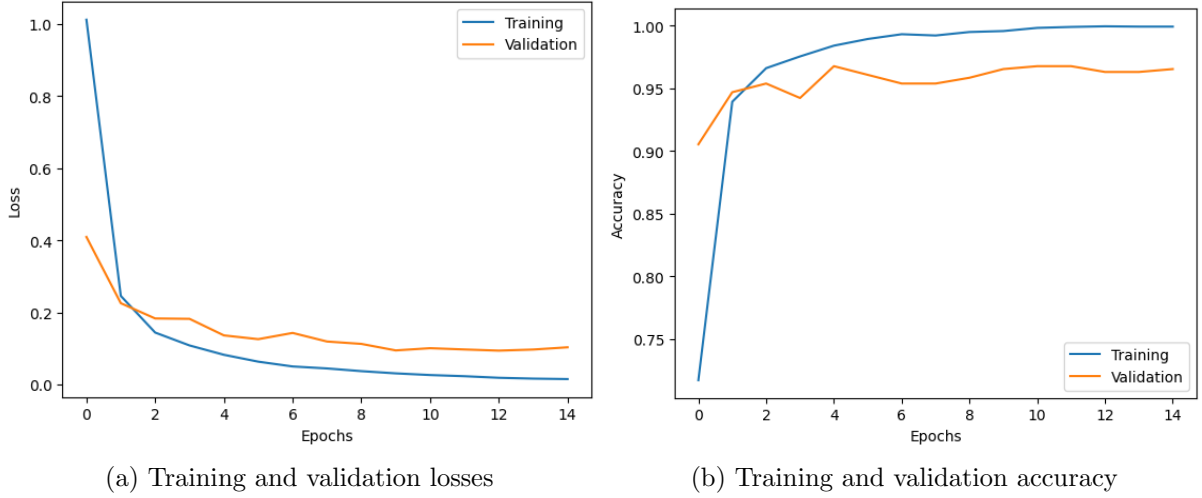 1.0
0.8
0.6
0.4
0.2
0.0
Loss
Training
Validation
0 2 4 6 8 10 12 14
Epochs
(a) Training and validation losses
1.00
0.95
0.90
0.85
0.80
0.75
Accuracy
Training
Validation
0 2 4 6 8 10 12 14
Epochs
(b) Training and validation accuracy